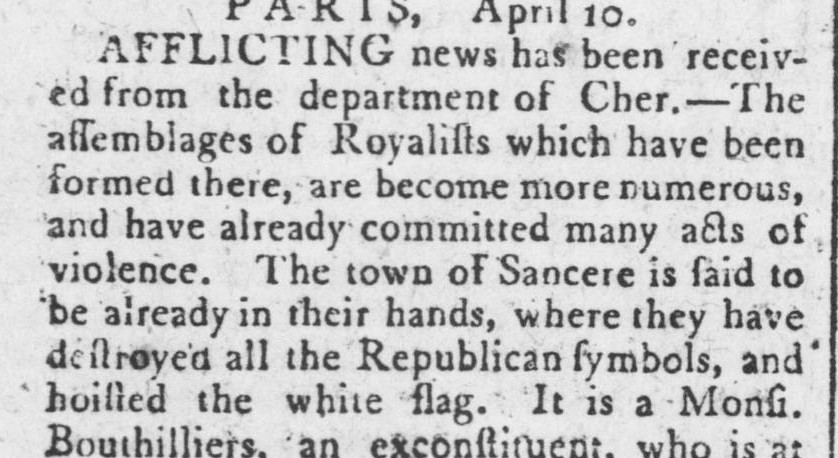 PARIS, April 10.
AFFLICTING news has been receiv-
ed from the department of Cher.—The
aſſemblages of Royaliſts which have been
formed there, are become more numerous,
and have already committed many acts of
violence. The town of Sancere is ſaid to
be already in their hands, where they have
deſtroyed all the Republican ſymbols, and
hoiſted the white flag. It is a Monſi.
Bouthilliers, an exconſtituent, who is at